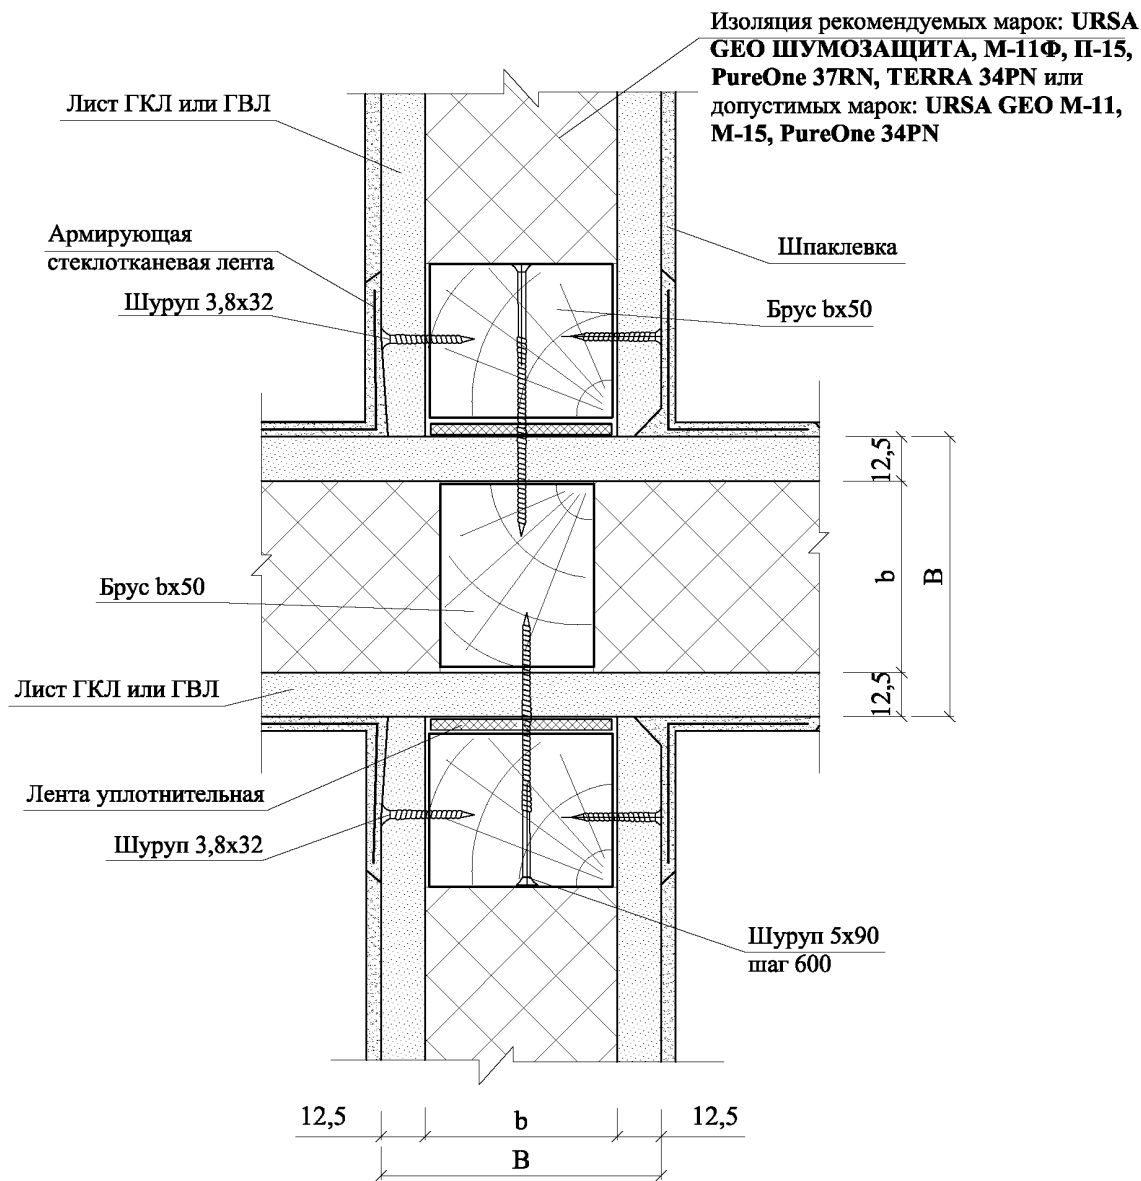 Изоляция рекомендуемых марок: URSA
GEO ШУМОЗАЩИТА, М-11Ф, П-15,
PureOne 37RN, TERRA 34PN или
допустимых марок: URSA GEO М-11,
М-15, PureOne 34PN
Лист ГКЛ или ГВЛ
Армирующая
стеклотканевая лента
Шпаклевка
Шуруп 3,8х32
Брус bх50
12,5
b
B
12,5
Брус bх50
Лист ГКЛ или ГВЛ
Лента уплотнительная
Шуруп 3,8х32
Шуруп 5х90
шаг 600
12,5
b
12,5
B